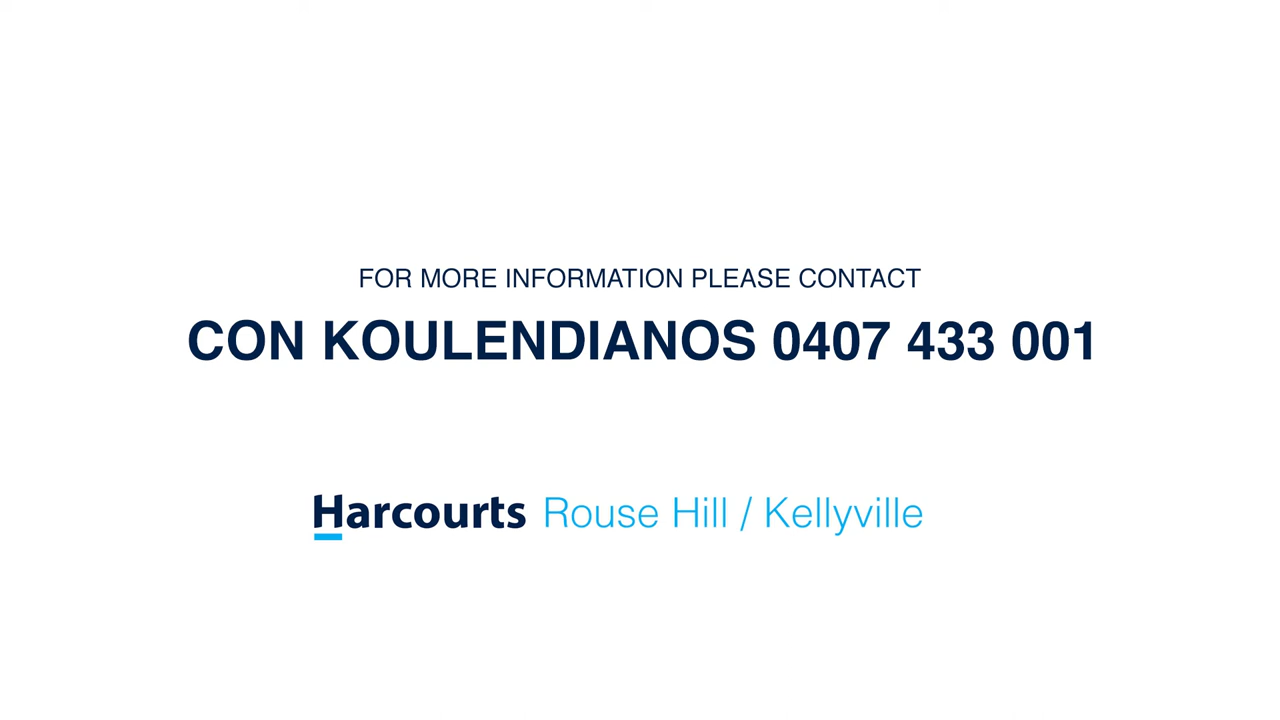 FOR MORE INFORMATION PLEASE CONTACT
CON KOULENDIANOS 0407 433 001
Harcourts Rouse Hill / Kellyville